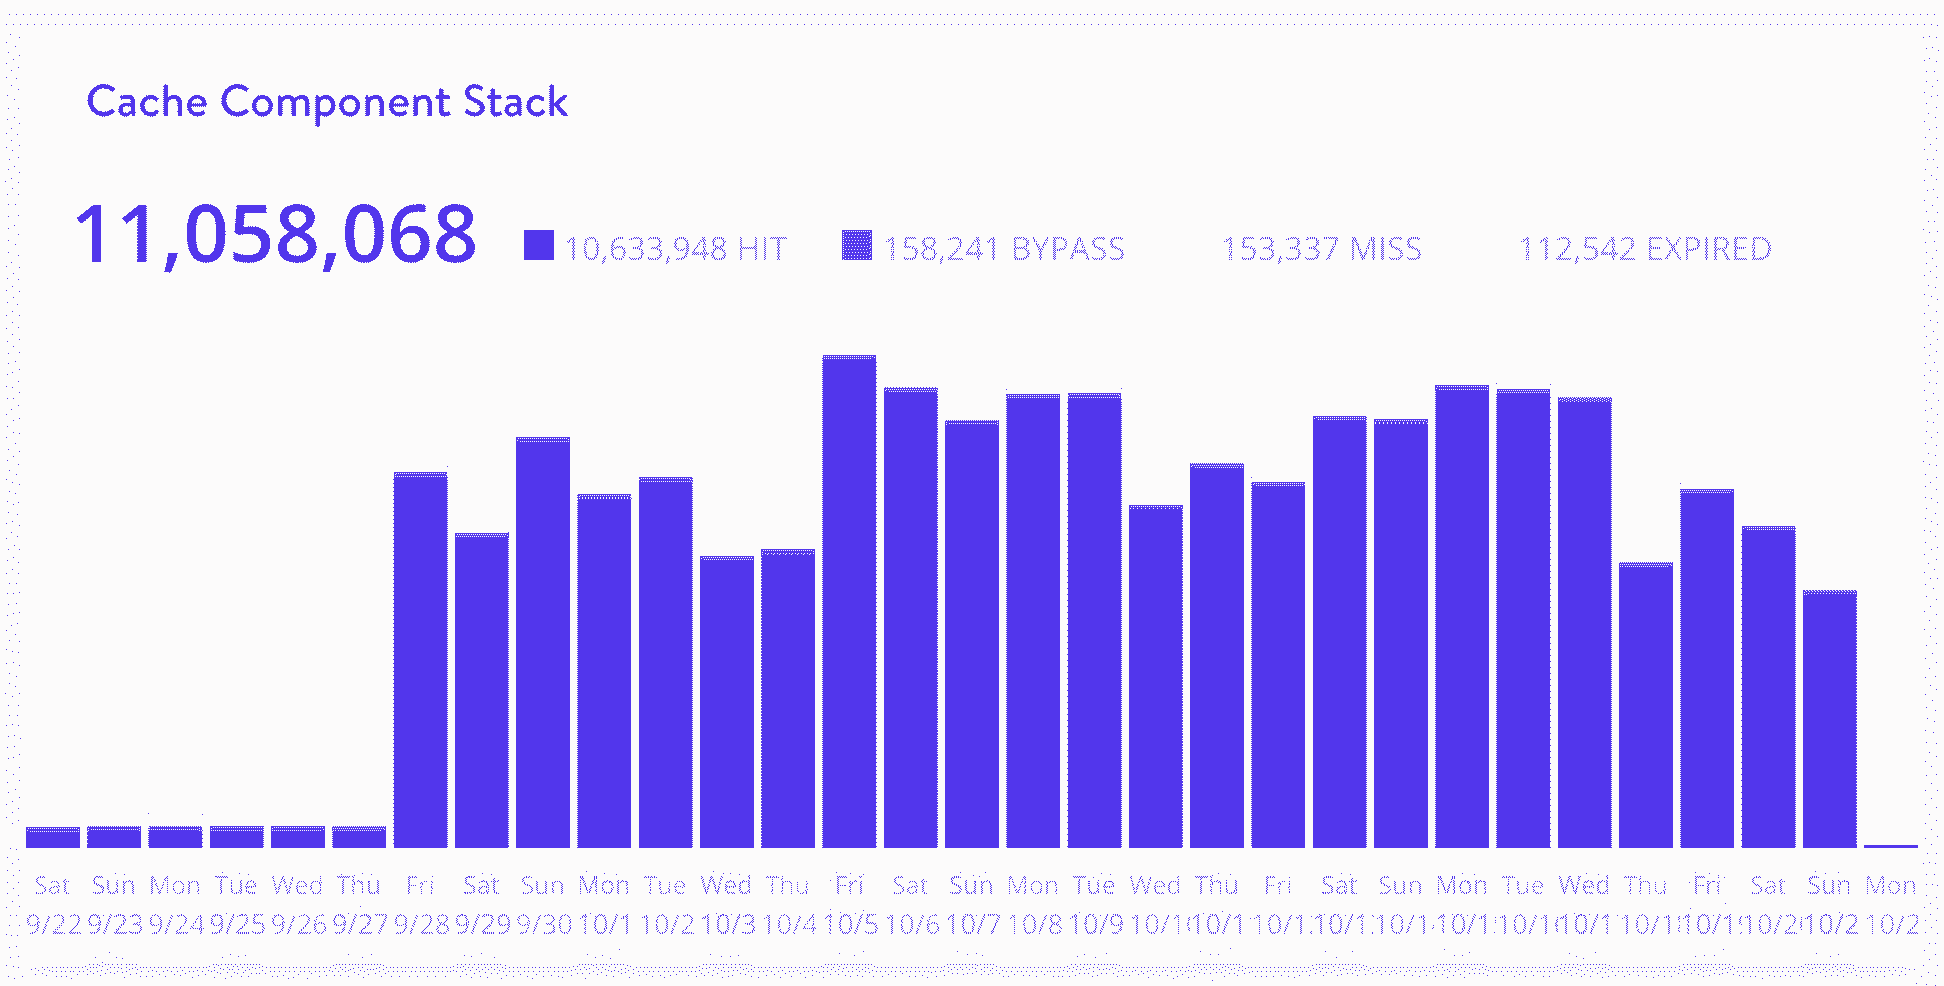 Cache Component Stack
11,058,068 10,633,948 HIT 158,241 BYPASS 153,337 MISS 112,542 EXPIRED
Sat Sun Mon Tue Wed Thu Fri Sat Sun Mon Tue Wed Thu Fri Sat Sun Mon Tue Wed Thu Fri Sat Sun Mon Tue Wed Thu Fri Sat Sun Mon
9/22 9/23 9/24 9/25 9/26 9/27 9/28 9/29 9/30 10/1 10/2 10/3 10/4 10/5 10/6 10/7 10/8 10/9 10/1 10/1 10/1 10/1 10/1 10/1 10/1 10/1 10/1 10/1 10/2 10/2 10/2